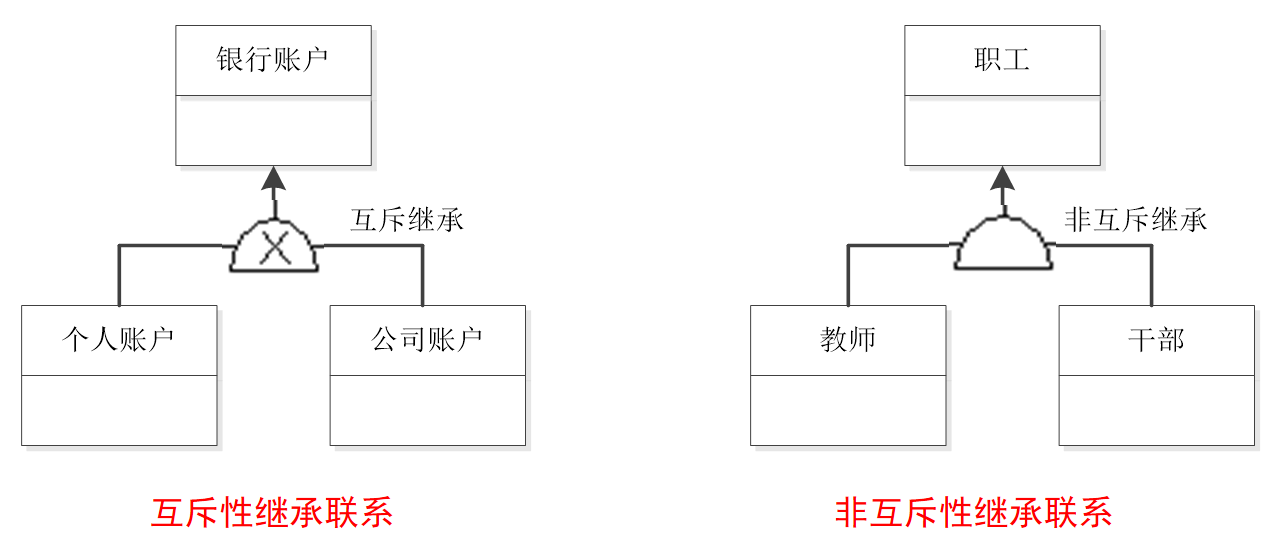 银行账户
职工
互斥继承
非互斥继承
X
个人账户
公司账户
教师
干部
互斥性继承联系
非互斥性继承联系